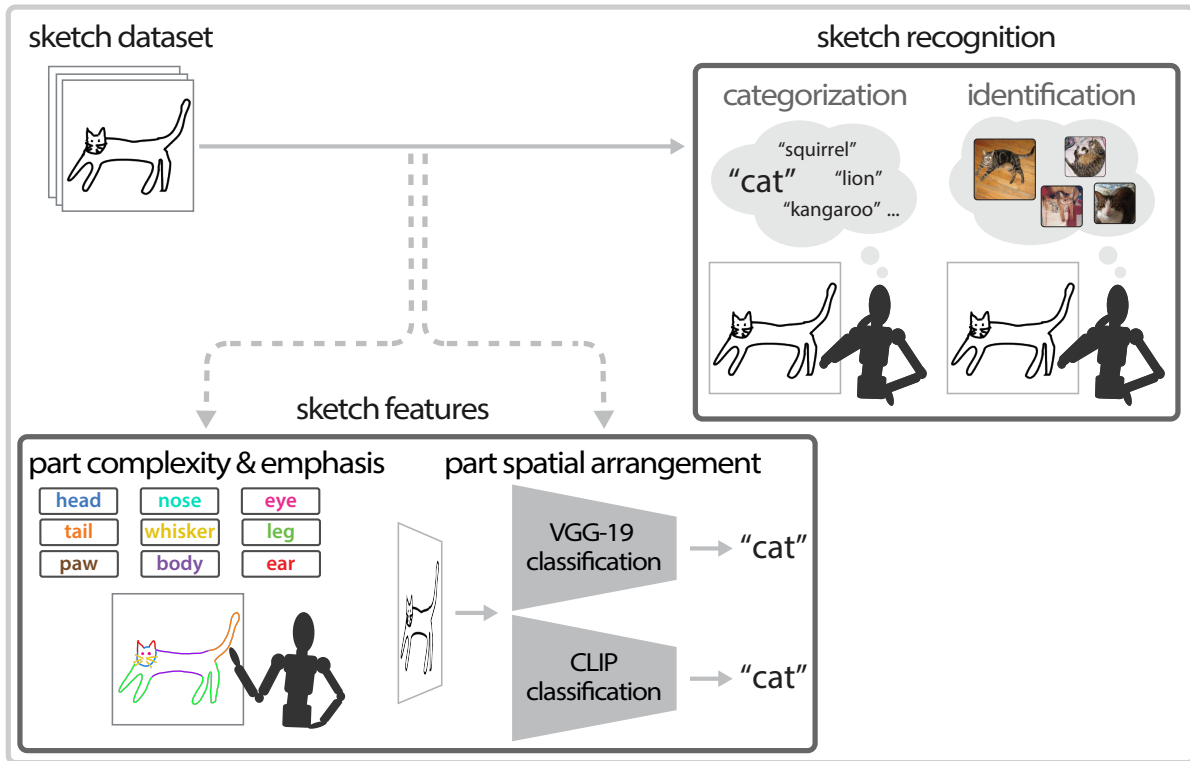 sketch dataset
sketch recognition
categorization
identification
“squirrel”
“cat”
“lion”
“kangaroo” ...
sketch features
part complexity & emphasis
head
nose
eye
tail
whisker
leg
paw
body
ear
part spatial arrangement
VGG-19
classification
“cat”
CLIP
classification
“cat”